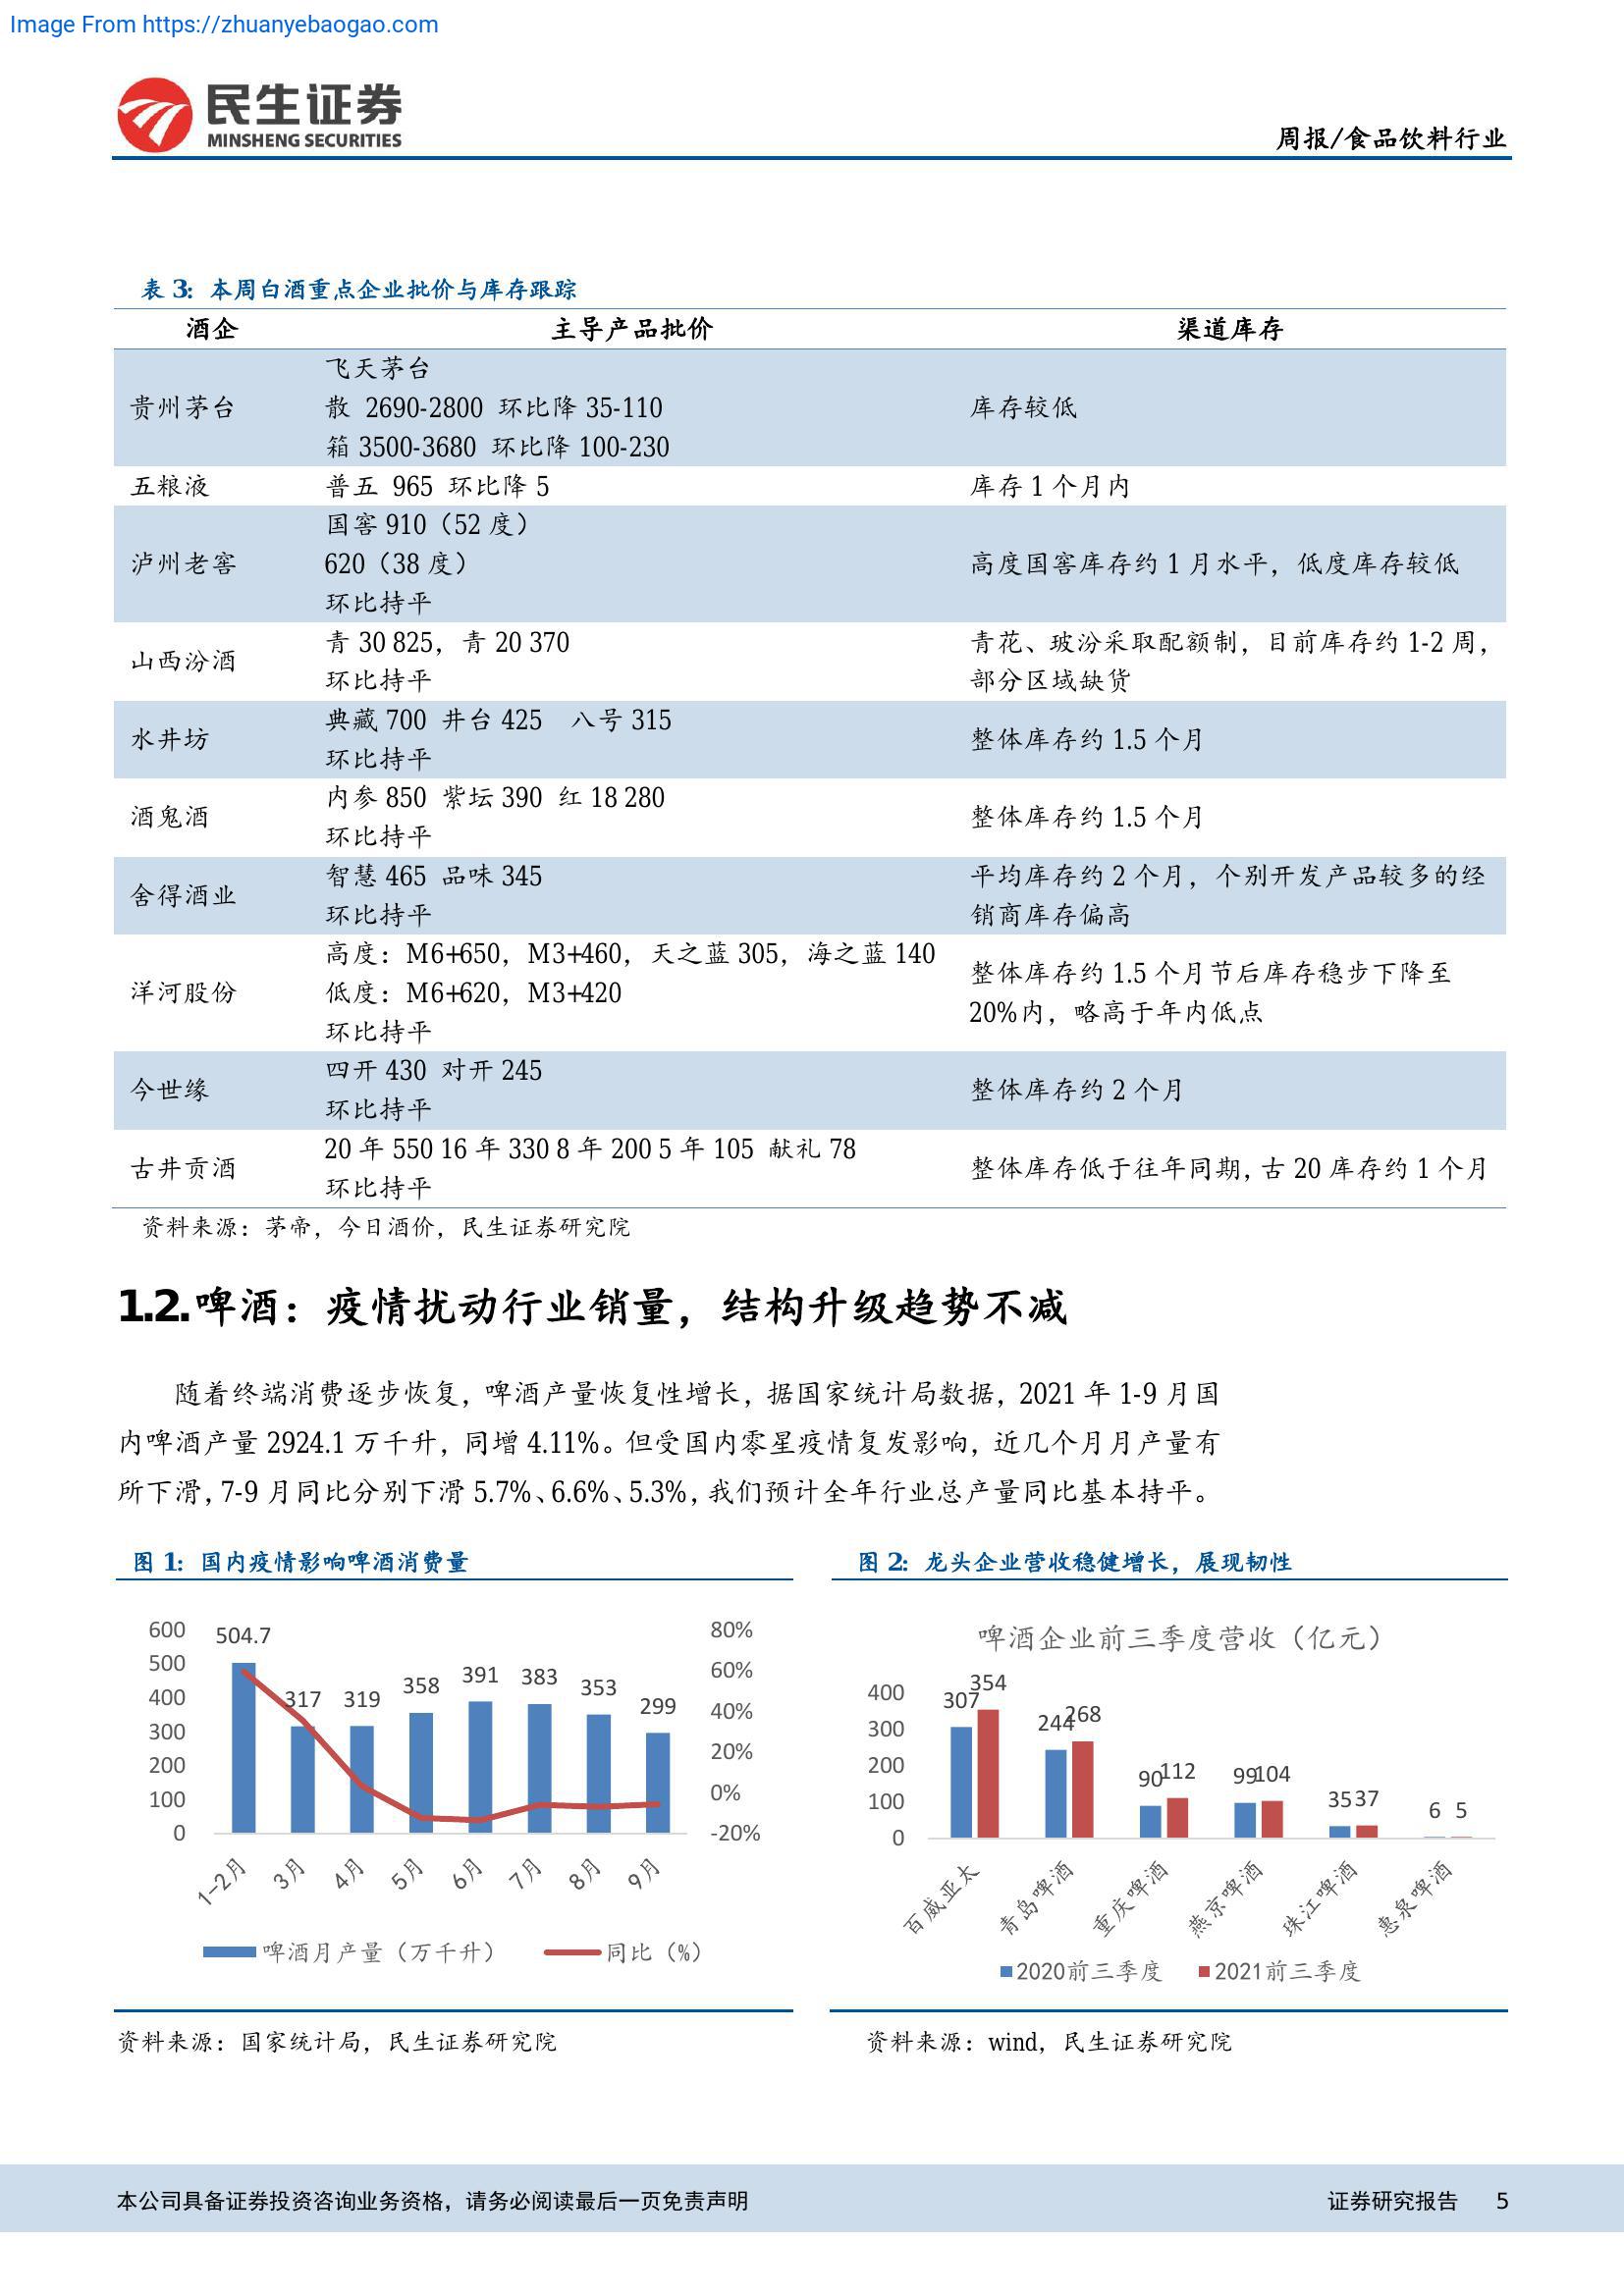 Image From https://zhuanyebaogao.com
民生证券
MINSHENG SECURITIES
周报/食品饮料行业
表 3：本周白酒重点企业批价与库存跟踪
酒企 主导产品批价 渠道库存
飞天茅台
贵州茅台 散 2690-2800 环比降 35-110 库存较低
箱 3500-3680 环比降 100-230
五粮液 普五 965 环比降 5 库存 1 个月内
国窖 910（52 度）
泸州老窖 620（38 度） 高度国窖库存约 1 月水平，低度库存较低
环比持平
山西汾酒 青 30 825，青 20 370 青花、玻汾采取配额制，目前库存约 1-2 周，
环比持平 部分区域缺货
水井坊 典藏 700 井台 425 八号 315 整体库存约 1.5 个月
环比持平
酒鬼酒 内参 850 紫坛 390 红 18 280 整体库存约 1.5 个月
环比持平
舍得酒业 智慧 465 品味 345 平均库存约 2 个月，个别开发产品较多的经
环比持平 销商库存偏高
高度：M6+650，M3+460，天之蓝 305，海之蓝 140
洋河股份 低度：M6+620，M3+420 整体库存约 1.5 个月节后库存稳步下降至
环比持平 20%内，略高于年内低点
今世缘 四开 430 对开 245 整体库存约 2 个月
环比持平
古井贡酒 20 年 550 16 年 330 8 年 200 5 年 105 献礼 78 整体库存低于往年同期，古 20 库存约 1 个月
环比持平
资料来源：茅帝，今日酒价，民生证券研究院
1.2.啤酒：疫情扰动行业销量，结构升级趋势不减
随着终端消费逐步恢复，啤酒产量恢复性增长，据国家统计局数据，2021 年 1-9 月国
内啤酒产量 2924.1 万千升，同增 4.11%。但受国内零星疫情复发影响，近几个月月产量有
所下滑，7-9 月同比分别下滑 5.7%、6.6%、5.3%，我们预计全年行业总产量同比基本持平。
图 1：国内疫情影响啤酒消费量
600 500 400 300 200 100 0
504.7 317 319 358 391 383 353 299
80% 60% 40% 20% 0% -20%
1-2月 3月 4月 5月 6月 7月 8月 9月
啤酒月产量（万千升） 同比（%）
资料来源：国家统计局，民生证券研究院
图 2：龙头企业营收稳健增长，展现韧性
啤酒企业前三季度营收（亿元）
400 300 200 100 0
307 354 244 268 90 112 99 104 35 37 6 5
百威亚太 青岛啤酒 重庆啤酒 燕京啤酒 珠江啤酒 惠泉啤酒
2020前三季度 2021前三季度
资料来源：wind，民生证券研究院
本公司具备证券投资咨询业务资格，请务必阅读最后一页免责声明 证券研究报告 5